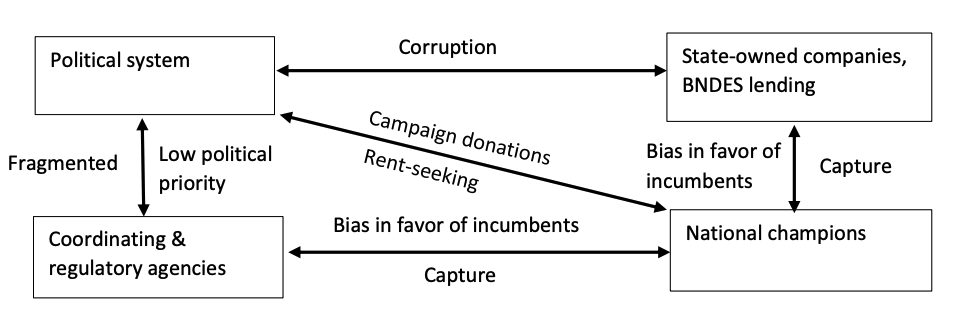 Political system
Corruption
State-owned companies,
BNDES lending
Campaign donations
Rent-seeking
Fragmented
Low political
priority
Bias in favor of
incumbents
Capture
Coordinating &
regulatory agencies
Bias in favor of incumbents
Capture
National champions